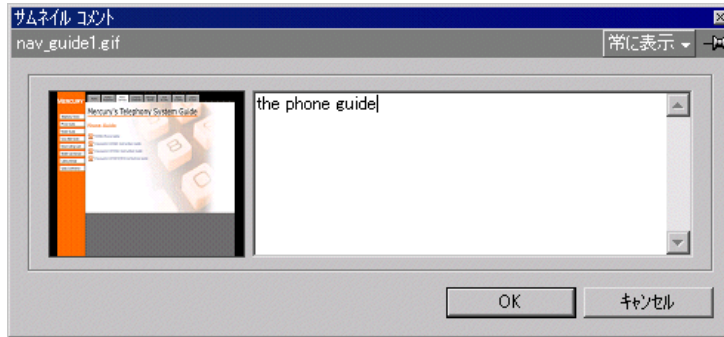 サムネイル コメント
nav_guide1.gif
常に表示
the phone guide
MERCURY
Mercury's Telephony System Guide
Phone Guide
OK
キャンセル